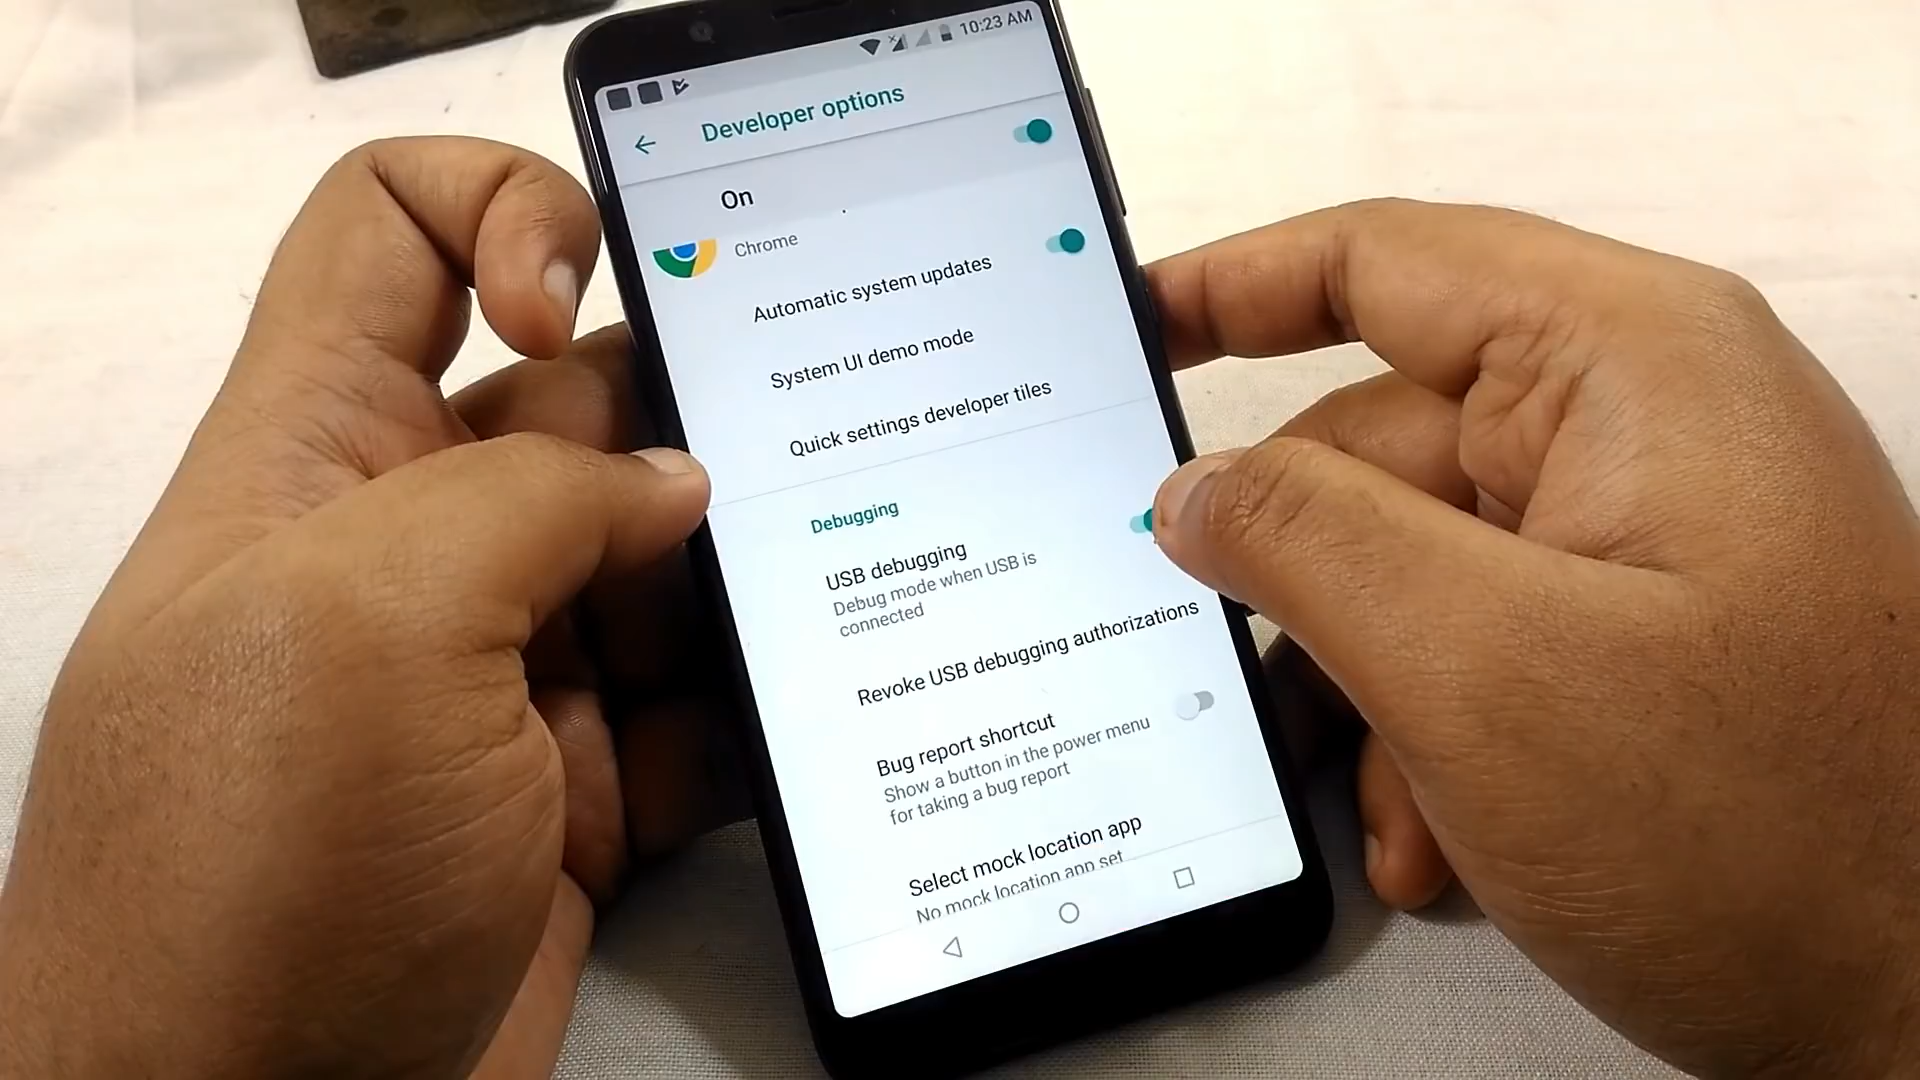 10:23 AM
Developer options
On
Chrome
Automatic system updates
System UI demo mode
Quick settings developer tiles
Debugging
USB debugging
Debug mode when USB is
connected
Revoke USB debugging authorizations
Bug report shortcut
Show a button in the power menu
for taking a bug report
Select mock location app
No mock location app set